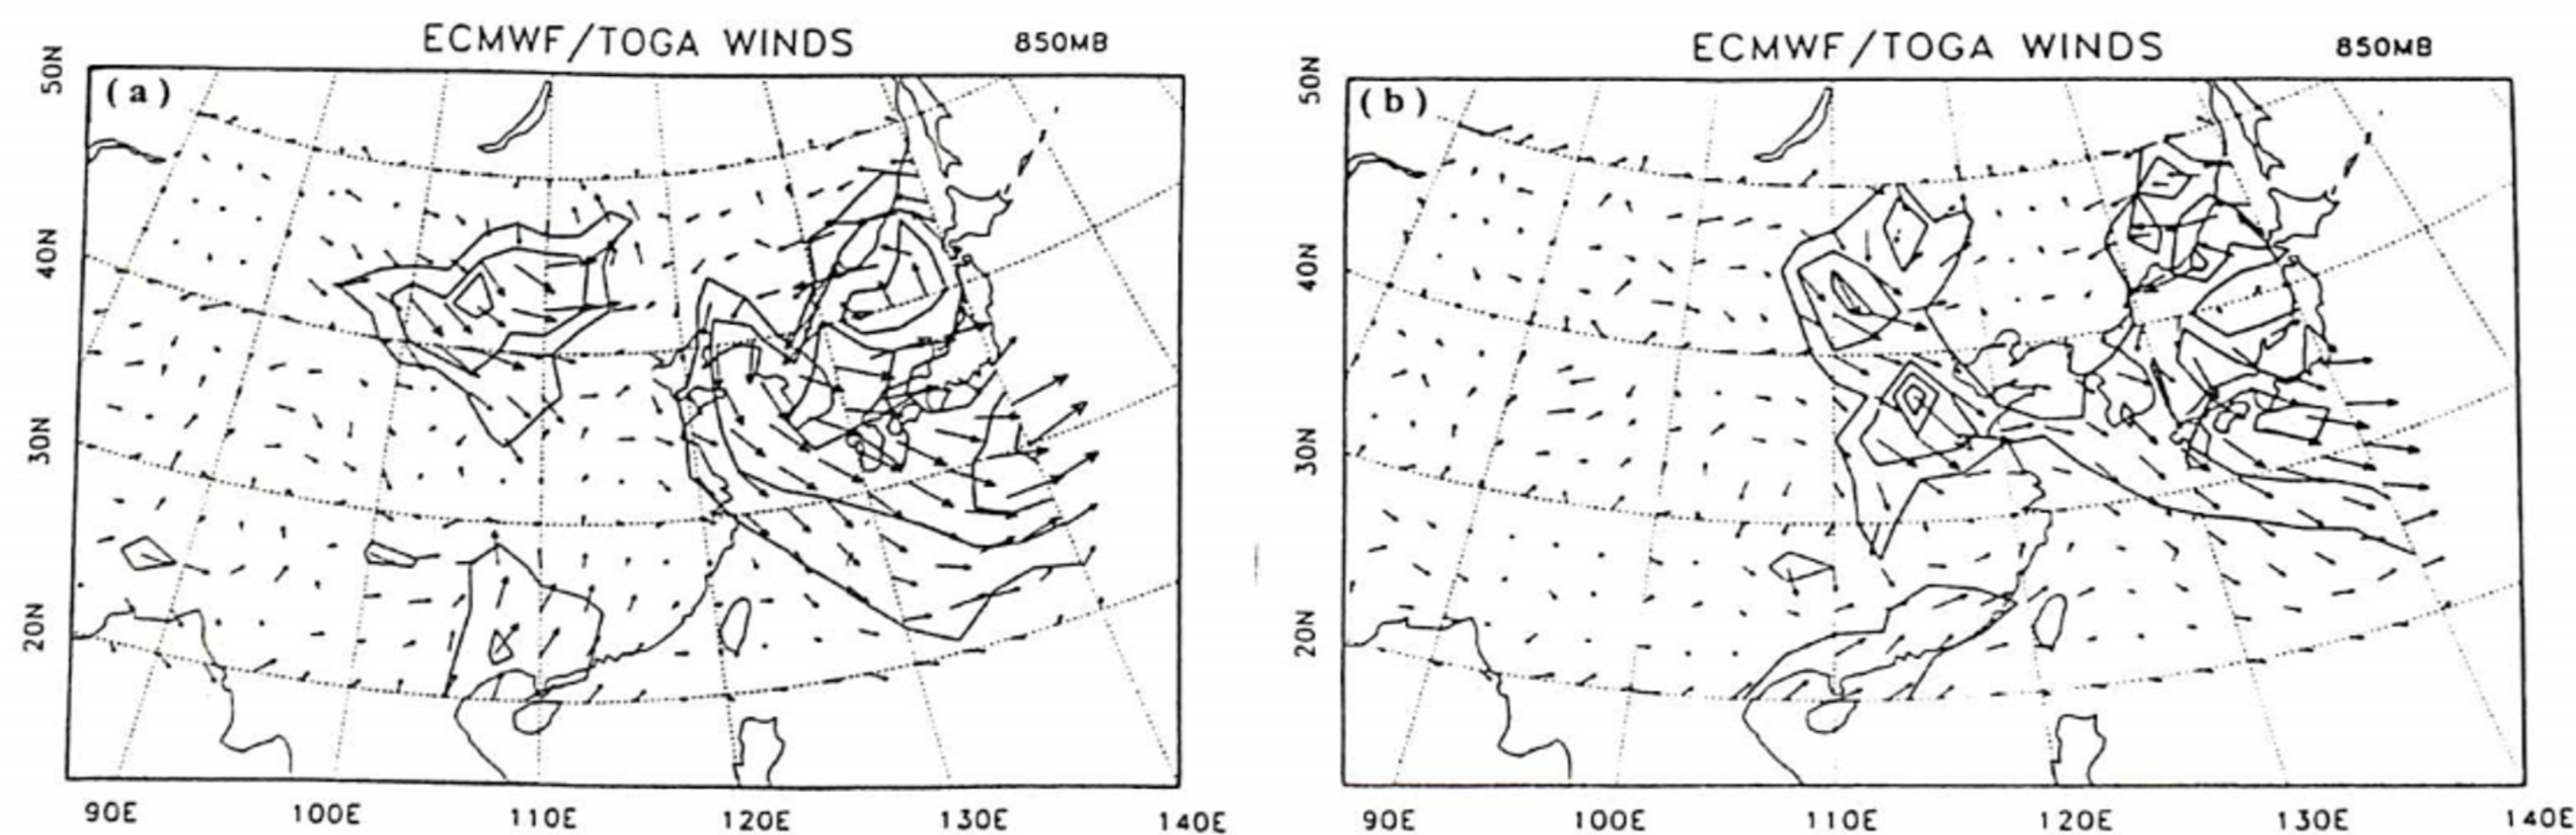 ECMWF/TOGA WINDS 850MB
(a)
50N
40N
30N
20N
90E 100E 110E 120E 130E 140E
ECMWF/TOGA WINDS 850MB
(b)
50N
40N
30N
20N
90E 100E 110E 120E 130E 140E